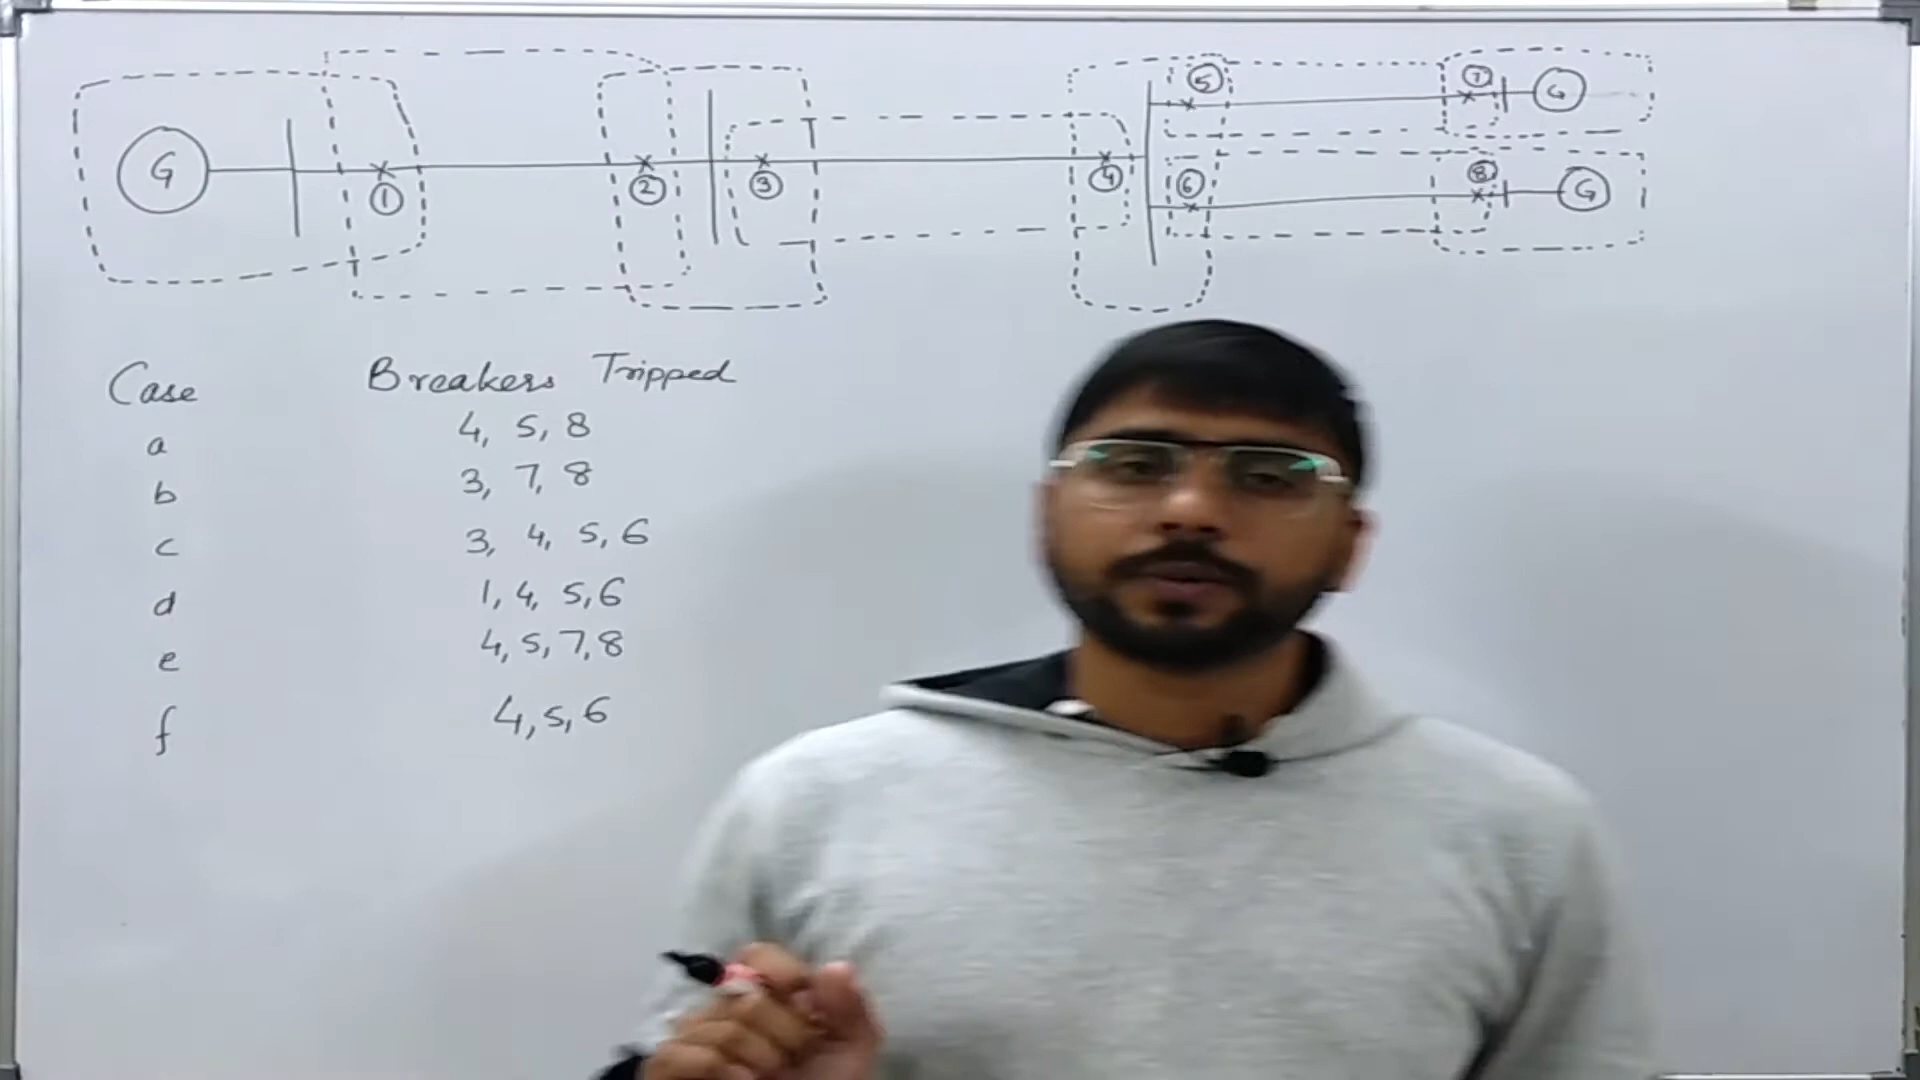 5 7 G
G 1 2 3 4 6 8 G
Case Breakers Tripped
a 4, 5, 8
b 3, 7, 8
c 3, 4, 5, 6
d 1, 4, 5, 6
e 4, 5, 7, 8
f 4, 5, 6